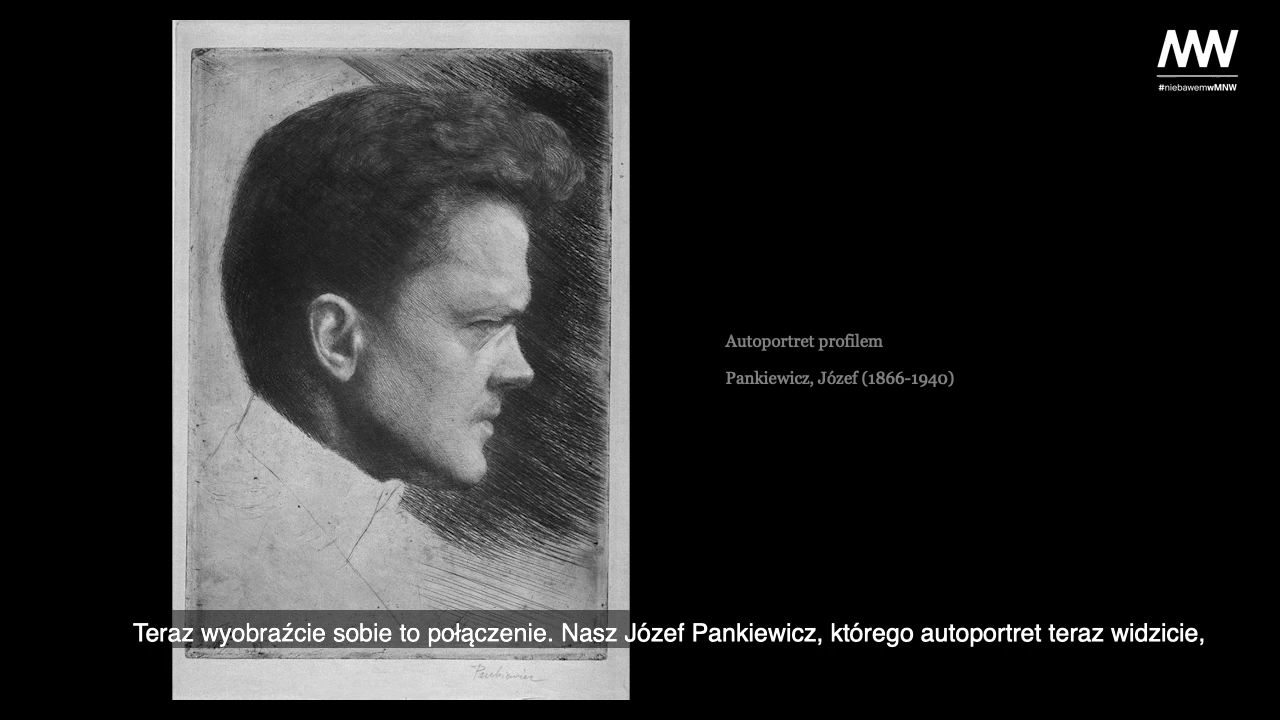 MNW
#niebawemwMNW
Autoportret profilem
Pankiewicz, Józef (1866-1940)
Teraz wyobraźcie sobie to połączenie. Nasz Józef Pankiewicz, którego autoportret teraz widzicie,
Pankiewicz